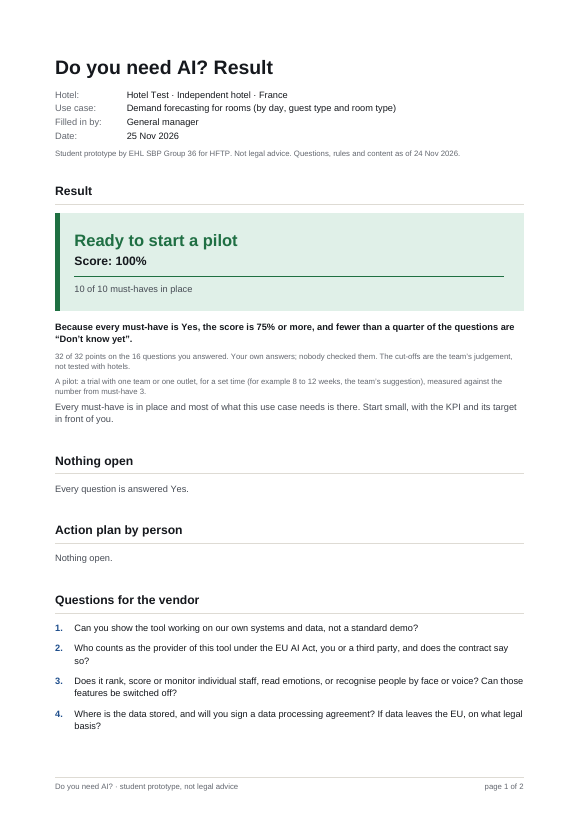 Do you need AI? Result
Hotel: Hotel Test · Independent hotel · France
Use case: Demand forecasting for rooms (by day, guest type and room type)
Filled in by: General manager
Date: 25 Nov 2026
Student prototype by EHL SBP Group 36 for HFTP. Not legal advice. Questions, rules and content as of 24 Nov 2026.
Result
Ready to start a pilot
Score: 100%
10 of 10 must-haves in place
Because every must-have is Yes, the score is 75% or more, and fewer than a quarter of the questions are
“Don’t know yet”.
32 of 32 points on the 16 questions you answered. Your own answers; nobody checked them. The cut-offs are the team’s judgement,
not tested with hotels.
A pilot: a trial with one team or one outlet, for a set time (for example 8 to 12 weeks, the team’s suggestion), measured against the
number from must-have 3.
Every must-have is in place and most of what this use case needs is there. Start small, with the KPI and its target
in front of you.
Nothing open
Every question is answered Yes.
Action plan by person
Nothing open.
Questions for the vendor
1. Can you show the tool working on our own systems and data, not a standard demo?
2. Who counts as the provider of this tool under the EU AI Act, you or a third party, and does the contract say
so?
3. Does it rank, score or monitor individual staff, read emotions, or recognise people by face or voice? Can those
features be switched off?
4. Where is the data stored, and will you sign a data processing agreement? If data leaves the EU, on what legal
basis?
Do you need AI? · student prototype, not legal advice page 1 of 2